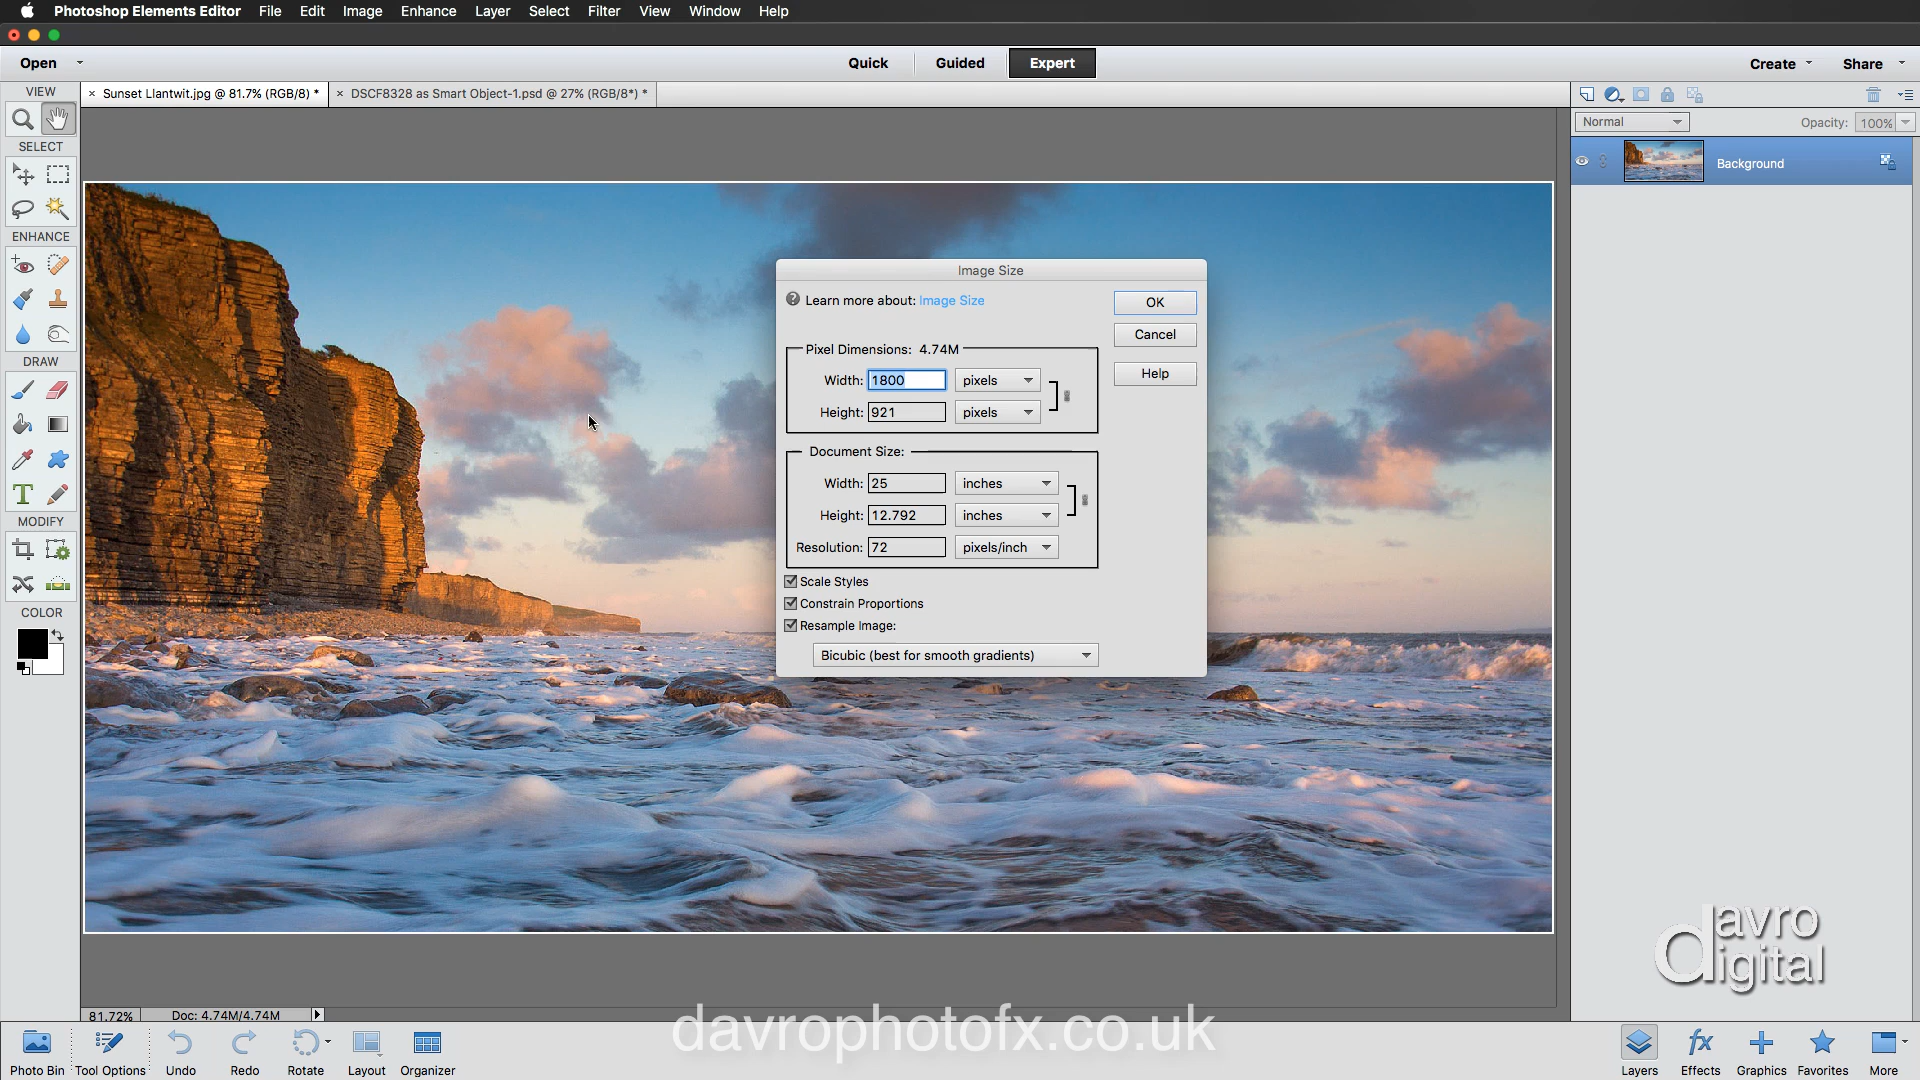 Photoshop Elements Editor File Edit Image Enhance Layer Select Filter View Window Help
Open Quick Guided Expert Create Share
VIEW
× Sunset Llantwit.jpg @ 81.7% (RGB/8) * × DSCF8328 as Smart Object-1.psd @ 27% (RGB/8*) *
Normal Opacity: 100%
SELECT
Background
ENHANCE
DRAW
MODIFY
COLOR
Image Size
? Learn more about: Image Size
OK
Cancel
Help
Pixel Dimensions: 4.74M
Width: 1800 pixels
Height: 921 pixels
Document Size:
Width: 25 inches
Height: 12.792 inches
Resolution: 72 pixels/inch
Scale Styles
Constrain Proportions
Resample Image:
Bicubic (best for smooth gradients)
davro
digital
81.72% Doc: 4.74M/4.74M
davrophotofx.co.uk
Photo Bin Tool Options Undo Redo Rotate Layout Organizer
fx
Layers Effects Graphics Favorites More